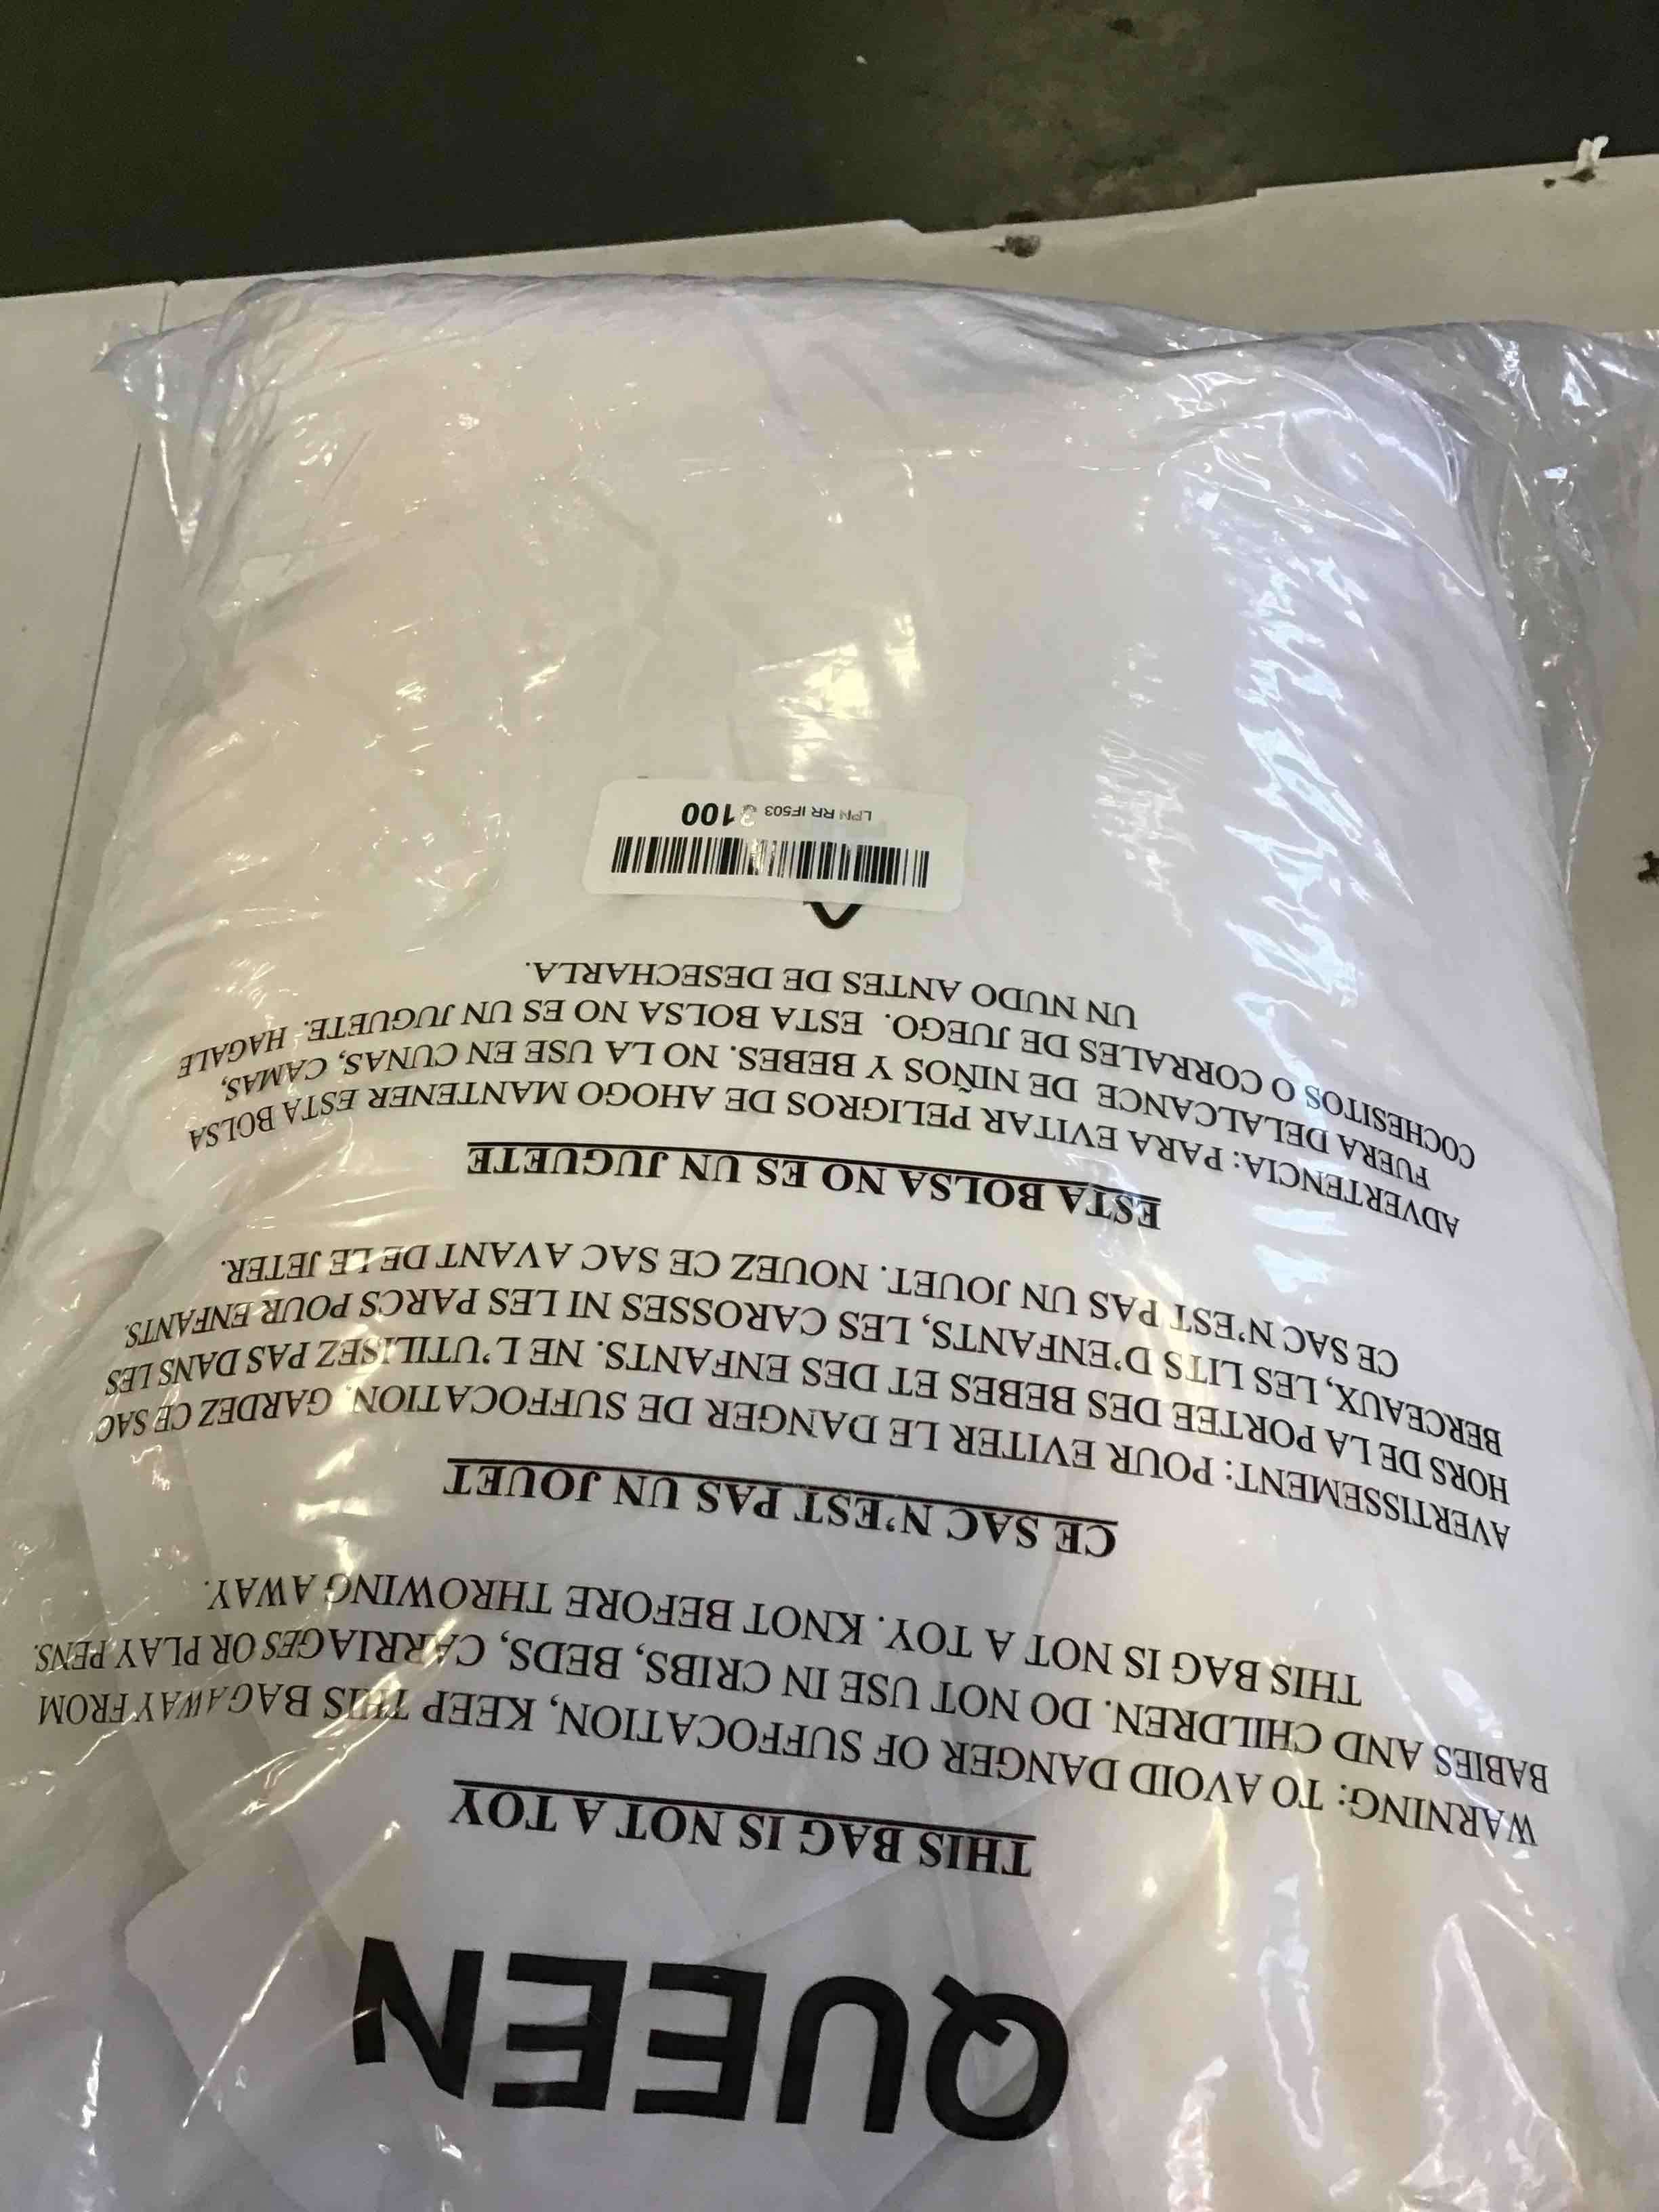 QUEEN
THIS BAG IS NOT A TOY
WARNING: TO AVOID DANGER OF SUFFOCATION, KEEP THIS BAG AWAY FROM
BABIES AND CHILDREN. DO NOT USE IN CRIBS, BEDS, CARRIAGES OR PLAY PENS.
THIS BAG IS NOT A TOY. KNOT BEFORE THROWING AWAY.
CE SAC N'EST PAS UN JOUET
AVERTISSEMENT: POUR EVITER LE DANGER DE SUFFOCATION, GARDEZ CE SAC
HORS DE LA PORTEE DES BEBES ET DES ENFANTS. NE L'UTILISEZ PAS DANS LES
BERCEAUX, LES LITS D'ENFANTS, LES CAROSSES NI LES PARCS POUR ENFANTS.
CE SAC N'EST PAS UN JOUET. NOUEZ CE SAC AVANT DE LE JETER.
ESTA BOLSA NO ES UN JUGUETE
ADVERTENCIA: PARA EVITAR PELIGROS DE AHOGO MANTENER ESTA BOLSA
FUERA DELALCANCE DE NIÑOS Y BEBES. NO LA USE EN CUNAS, CAMAS,
COCHESITOS O CORRALES DE JUEGO. ESTA BOLSA NO ES UN JUGUETE. HAGALE
UN NUDO ANTES DE DESECHARLA.
LPN RR IF503 3100